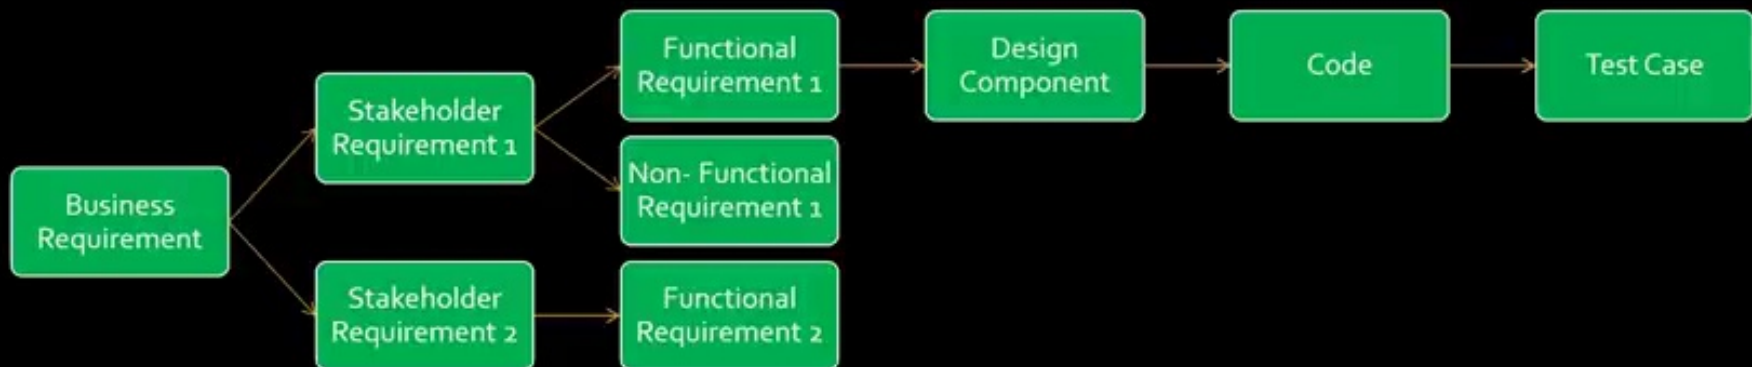 Business
Requirement
Stakeholder
Requirement 1
Stakeholder
Requirement 2
Functional
Requirement 1
Non- Functional
Requirement 1
Functional
Requirement 2
Design
Component
Code
Test Case